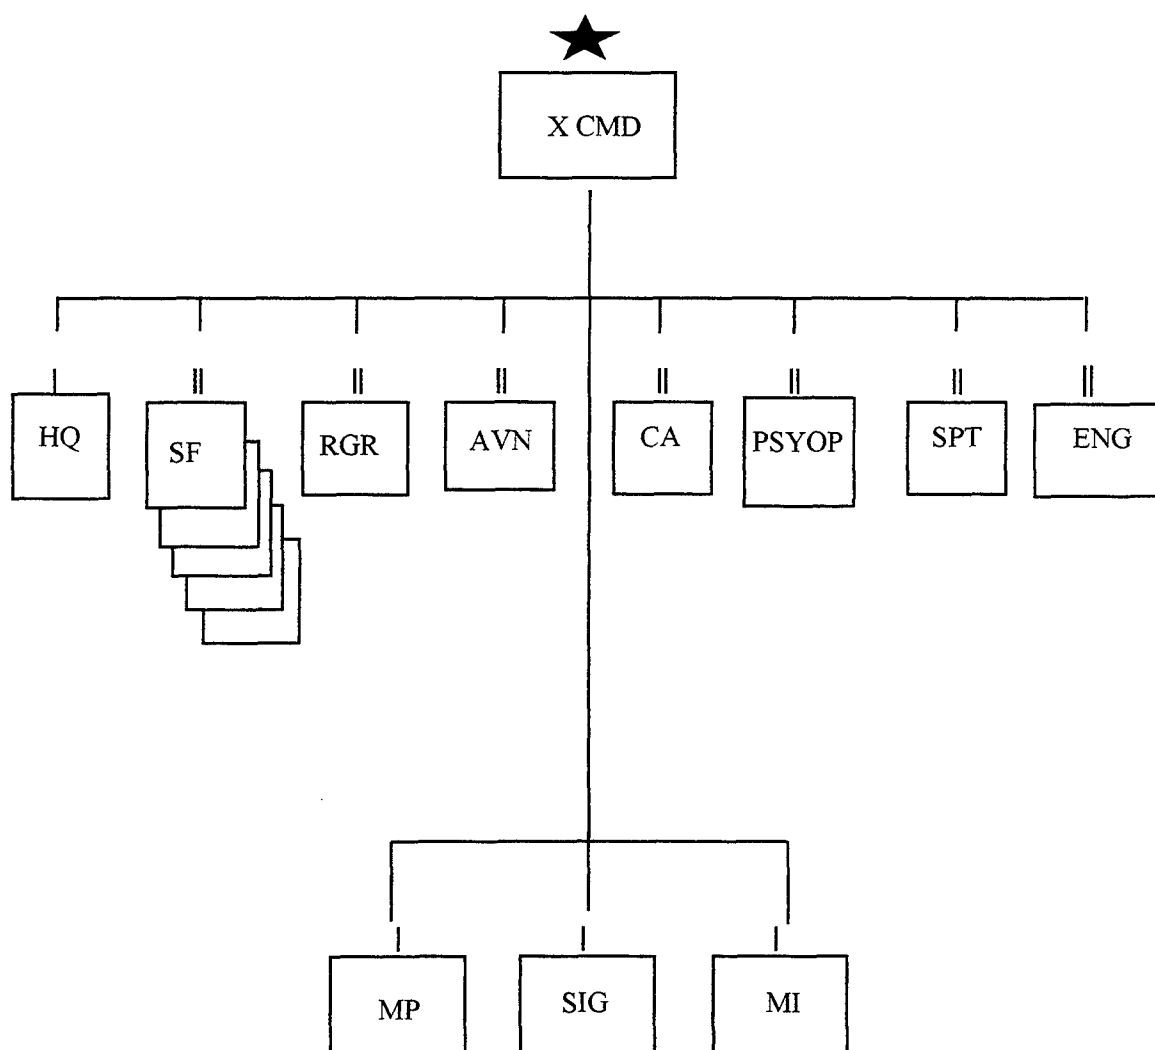 X CMD
HQ
SF
RGR
AVN
CA
PSYOP
SPT
ENG
MP
SIG
MI